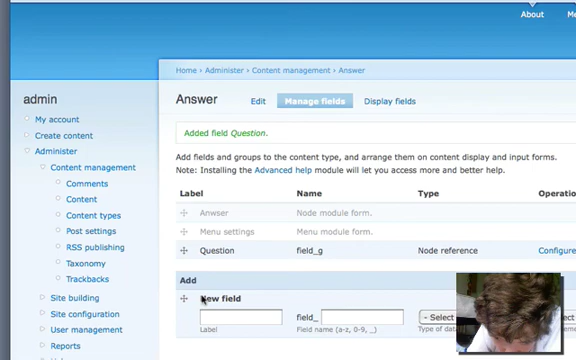 About Me
Home › Administer › Content management › Answer
admin
My account
Create content
Administer
Content management
Comments
Content
Content types
Post settings
RSS publishing
Taxonomy
Trackbacks
Site building
Site configuration
User management
Reports
Answer Edit Manage fields Display fields
Added field Question.
Add fields and groups to the content type, and arrange them on content display and input forms.
Note: Installing the Advanced help module will let you access more and better help.
Label Name Type Operatio
Anwser Node module form.
Menu settings Menu module form.
Question field_g Node reference Configure
Add
New field
field_ - Select
Label Field name (a-z, 0-9, _) Type of da